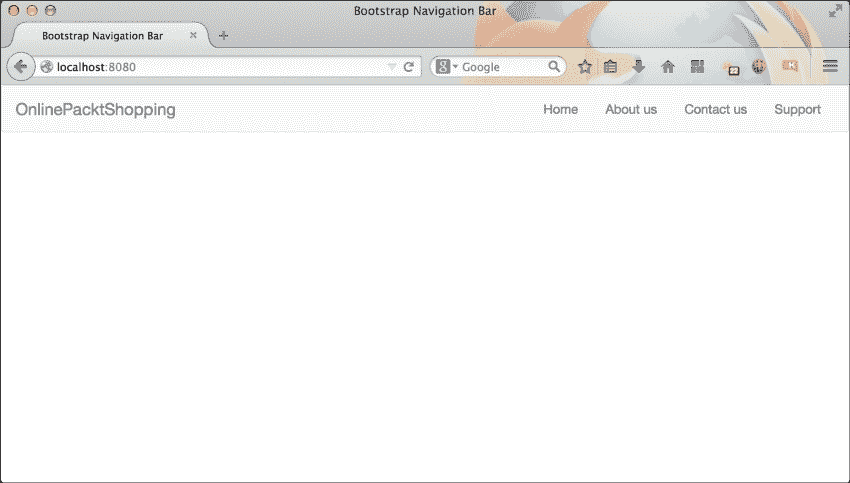 Bootstrap Navigation Bar
Bootstrap Navigation Bar
localhost:8080
Google
OnlinePacktShopping
Home
About us
Contact us
Support